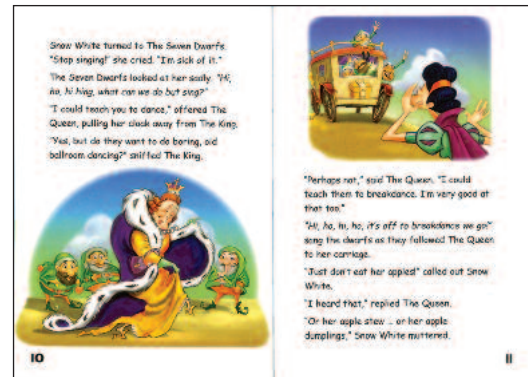 Snow White turned to The Seven Dwarfs.
"Stop singing!" she cried. "I'm sick of it."
The Seven Dwarfs looked at her sadly. "Hi,
ho, hi hing, what can we do but sing?"
"I could teach you to dance," offered The
Queen, pulling her cloak away from The King.
"Yes, but do they want to do boring, old
ballroom dancing?" sniffed The King.
10
"Perhaps not," said The Queen. "I could
teach them to breakdance. I'm very good at
that too."
"Hi, ho, hi, ho, it's off to breakdance we go!"
sang the dwarfs as they followed The Queen
to her carriage.
"Just don't eat her apples!" called out Snow
White.
"I heard that," replied The Queen.
"Or her apple stew ... or her apple
dumplings," Snow White muttered.
11